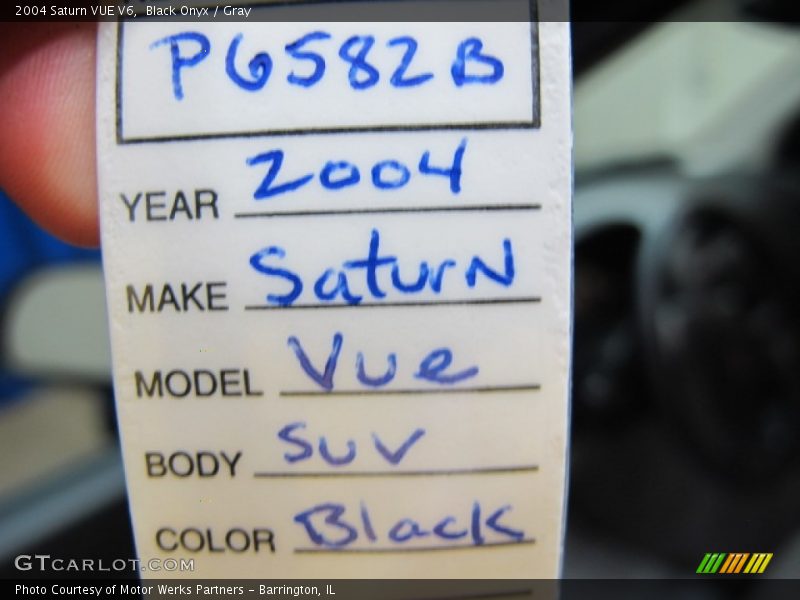 2004 Saturn VUE V6, Black Onyx / Gray
P6582B
YEAR 2004
MAKE Saturn
MODEL Vue
BODY SUV
COLOR Black
GTCARLOT.COM
Photo Courtesy of Motor Werks Partners - Barrington, IL